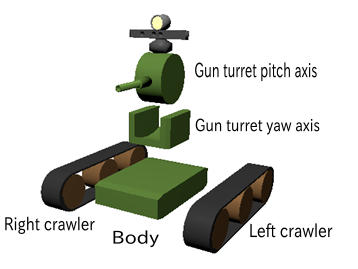 Gun turret pitch axis
Gun turret yaw axis
Right crawler
Body
Left crawler